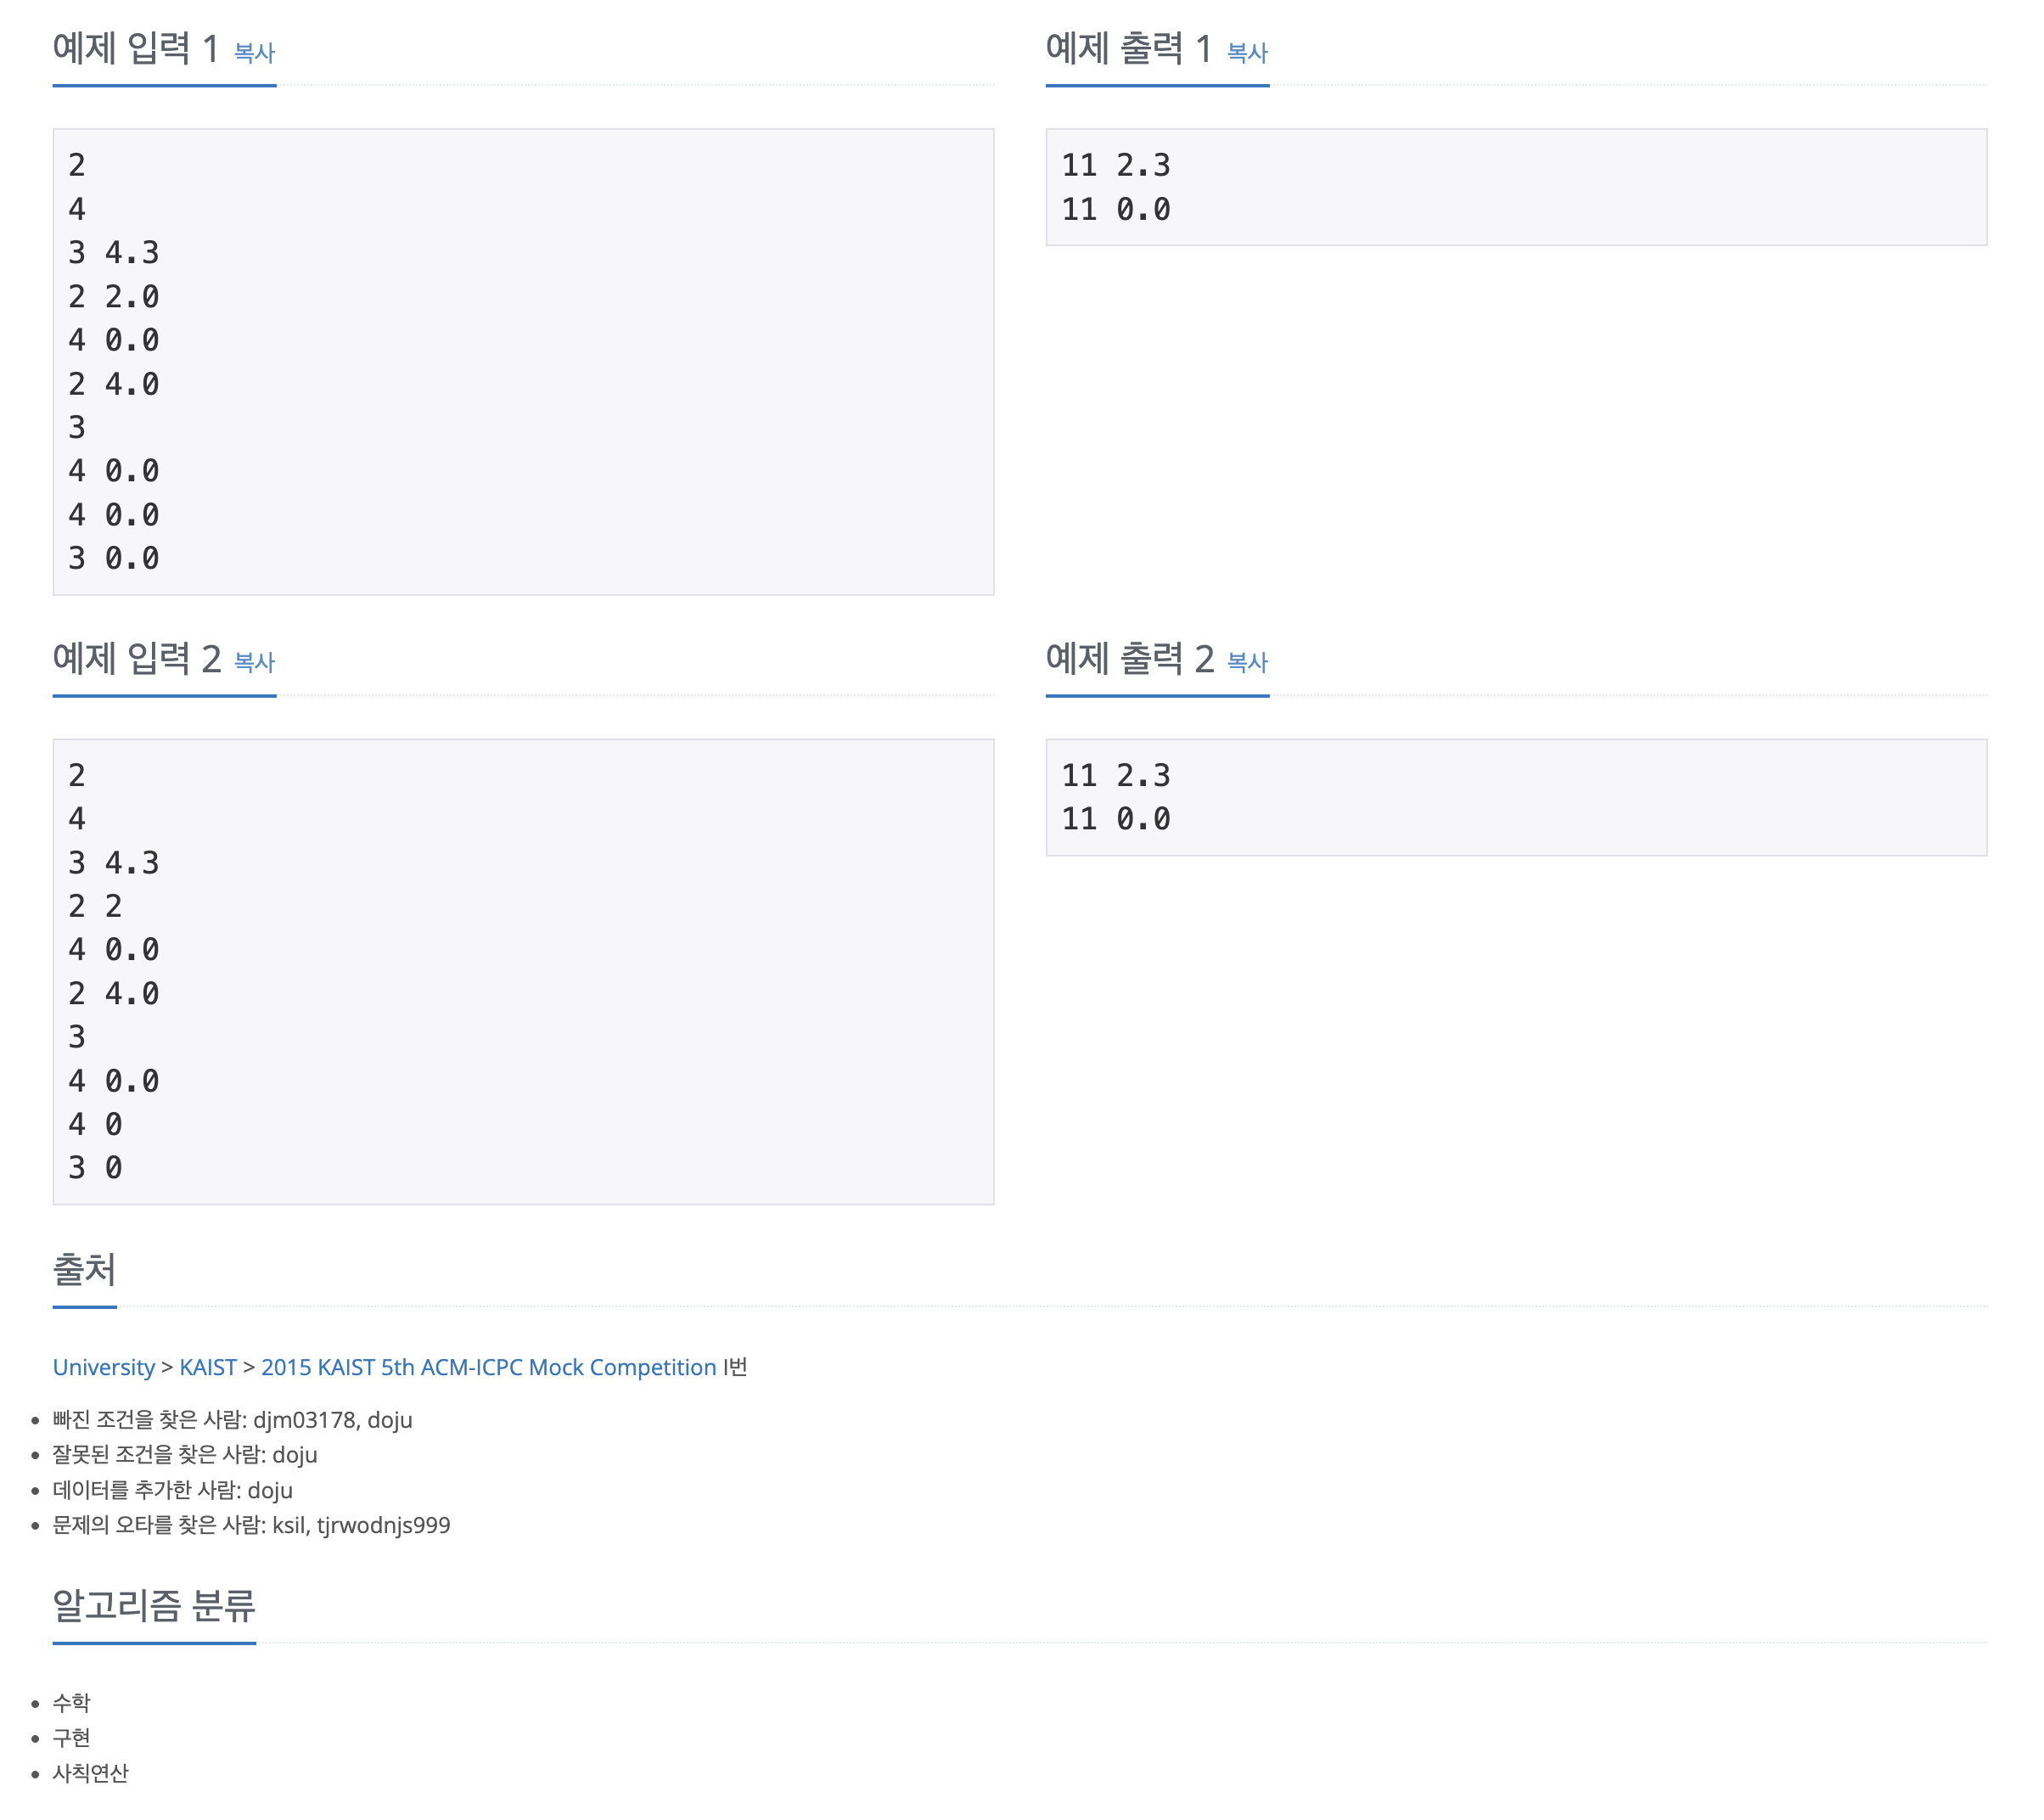 예제 입력 1 복사
2
4
3 4.3
2 2.0
4 0.0
2 4.0
3
4 0.0
4 0.0
3 0.0
예제 출력 1 복사
11 2.3
11 0.0
예제 입력 2 복사
2
4
3 4.3
2 2
4 0.0
2 4.0
3
4 0.0
4 0
3 0
예제 출력 2 복사
11 2.3
11 0.0
출처
University > KAIST > 2015 KAIST 5th ACM-ICPC Mock Competition I번
빠진 조건을 찾은 사람: djm03178, doju
잘못된 조건을 찾은 사람: doju
데이터를 추가한 사람: doju
문제의 오타를 찾은 사람: ksil, tjrwodnjs999
알고리즘 분류
수학
구현
사칙연산